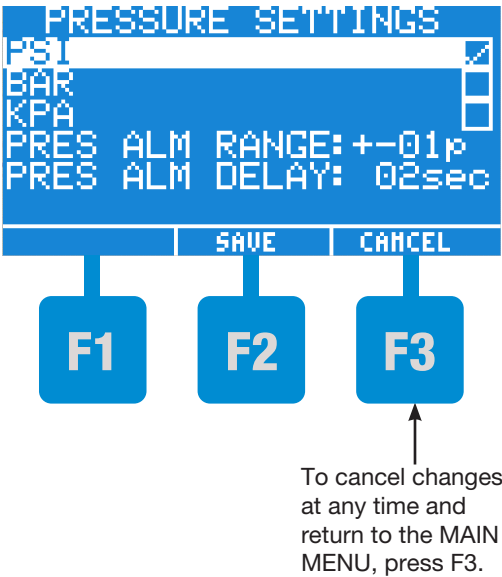 PRESSURE SETTINGS
PSI
BAR
KPA
PRES ALM RANGE:+-01p
PRES ALM DELAY: 02sec
SAVE CANCEL
F1 F2 F3
To cancel changes
at any time and
return to the MAIN
MENU, press F3.